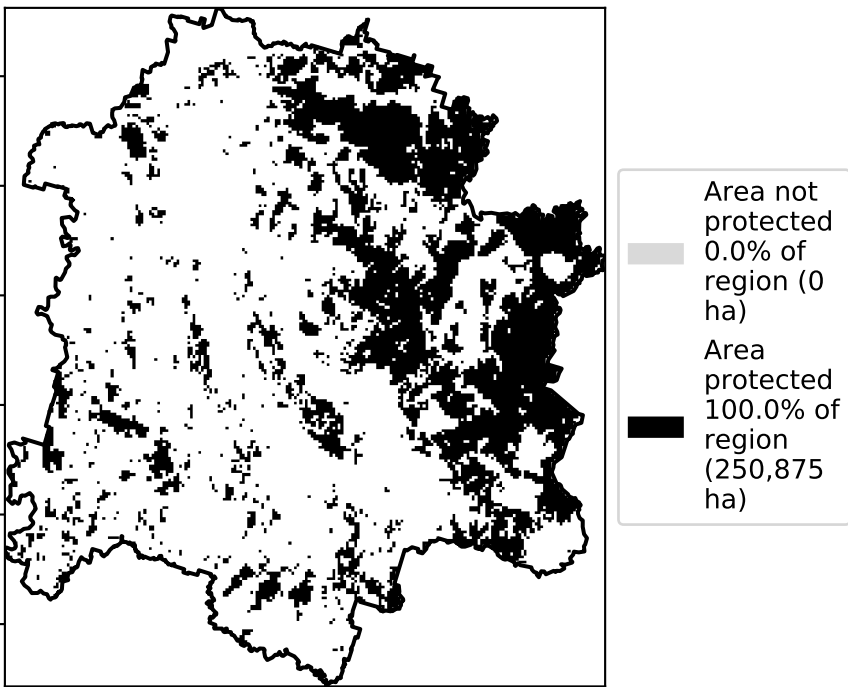 Area not
protected
0.0% of
region (0
ha)
Area
protected
100.0% of
region
(250,875
ha)